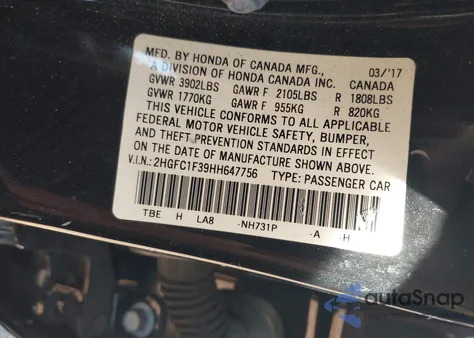 MFD. BY HONDA OF CANADA MFG., 03/'17
A DIVISION OF HONDA CANADA INC. CANADA
GVWR 3902LBS GAWR F 2105LBS R 1808LBS
GVWR 1770KG GAWR F 955KG R 820KG
THIS VEHICLE CONFORMS TO ALL APPLICABLE
FEDERAL MOTOR VEHICLE SAFETY, BUMPER,
AND THEFT PREVENTION STANDARDS IN EFFECT
ON THE DATE OF MANUFACTURE SHOWN ABOVE.
V.I.N: 2HGFC1F39HH647756 TYPE: PASSENGER CAR
TBE H LA8 -NH731P -A -H
autoSnap